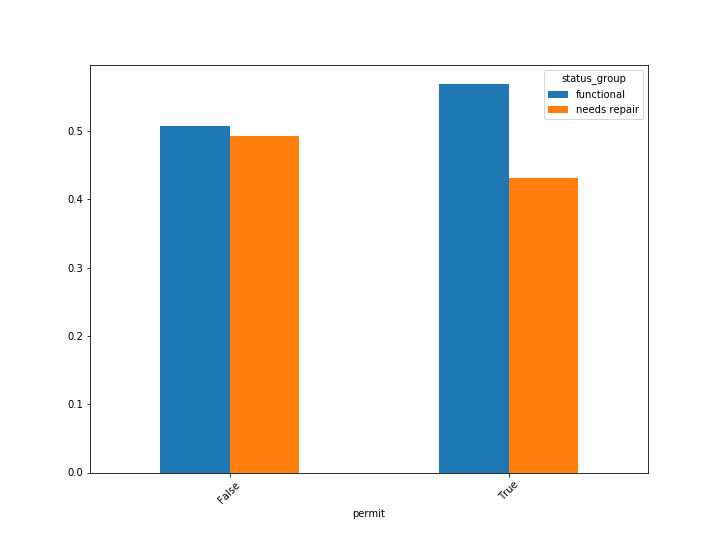 status_group
functional
needs repair
0.5
0.4
0.3
0.2
0.1
0.0
False
True
permit